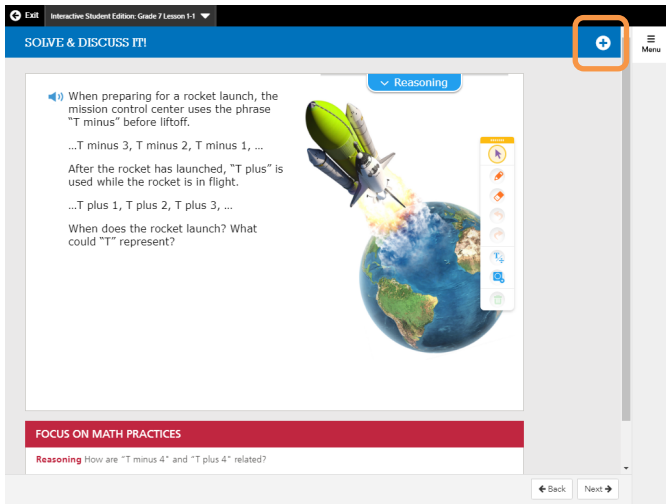 Exit
Interactive Student Edition: Grade 7 Lesson 1-1
SOLVE & DISCUSS IT!
Menu
Reasoning
When preparing for a rocket launch, the
mission control center uses the phrase
"T minus" before liftoff.
...T minus 3, T minus 2, T minus 1, ...
After the rocket has launched, "T plus" is
used while the rocket is in flight.
...T plus 1, T plus 2, T plus 3, ...
When does the rocket launch? What
could "T" represent?
FOCUS ON MATH PRACTICES
Reasoning How are "T minus 4" and "T plus 4" related?
Back
Next